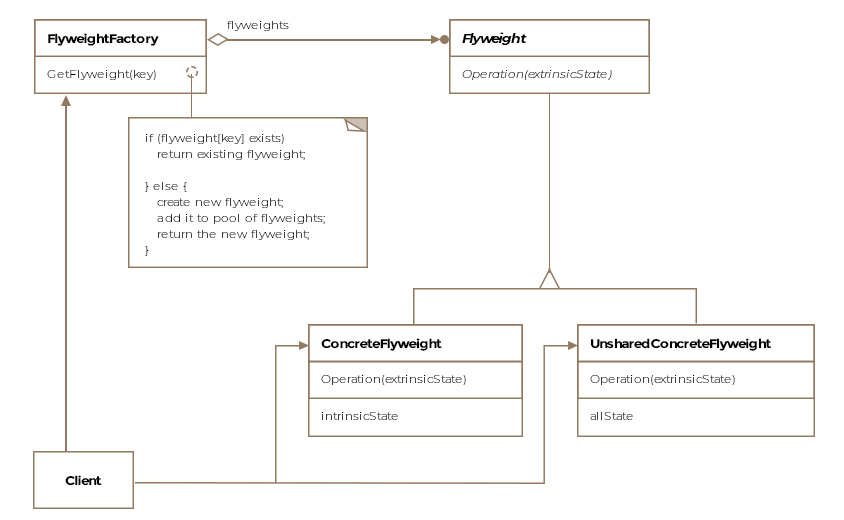 flyweights
FlyweightFactory
Flyweight
GetFlyweight(key)
Operation(extrinsicState)
if (flyweight[key] exists)
return existing flyweight;
} else {
create new flyweight;
add it to pool of flyweights;
return the new flyweight;
}
ConcreteFlyweight
UnsharedConcreteFlyweight
Operation(extrinsicState)
Operation(extrinsicState)
intrinsicState
allState
Client